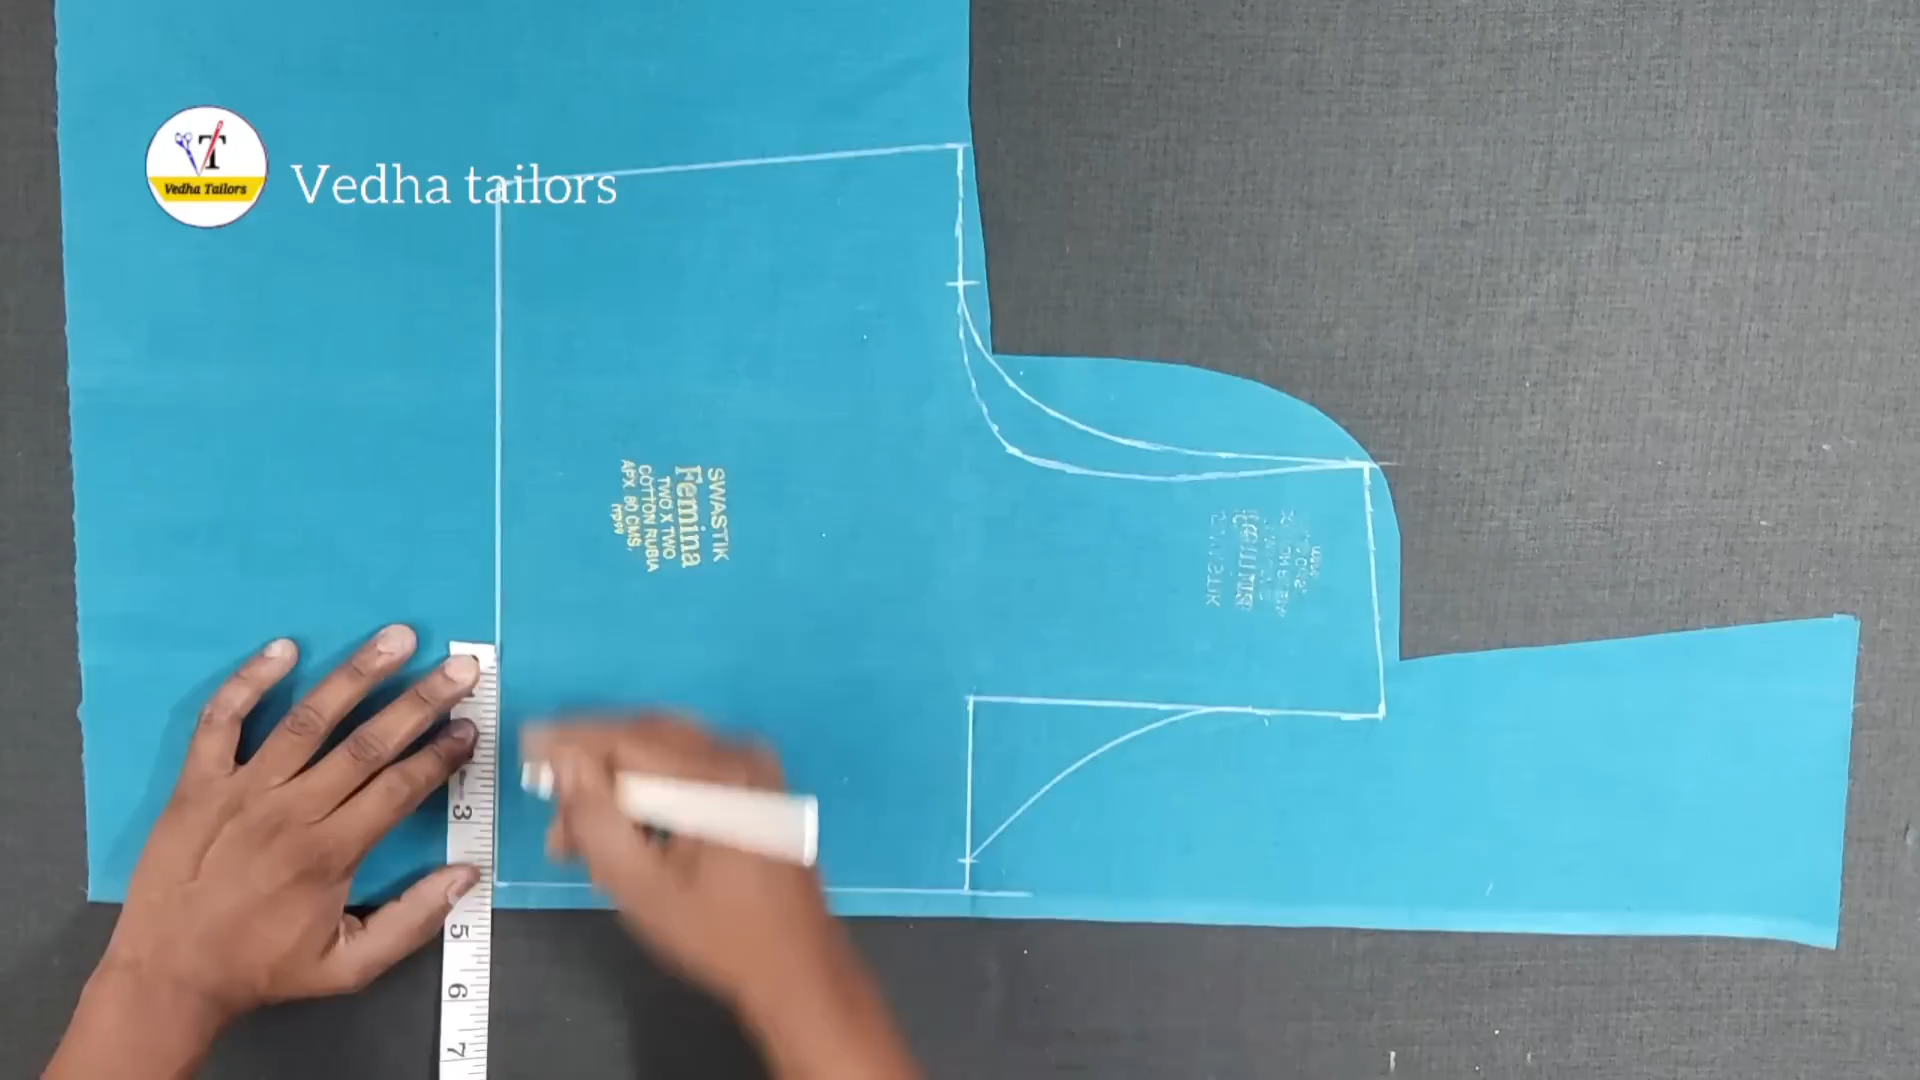 Vedha Tailors
Vedha tailors
SWASTIK
Femina
TWO X TWO
COTTON RUBIA
APX. 80 CMS.
3
5
6
7